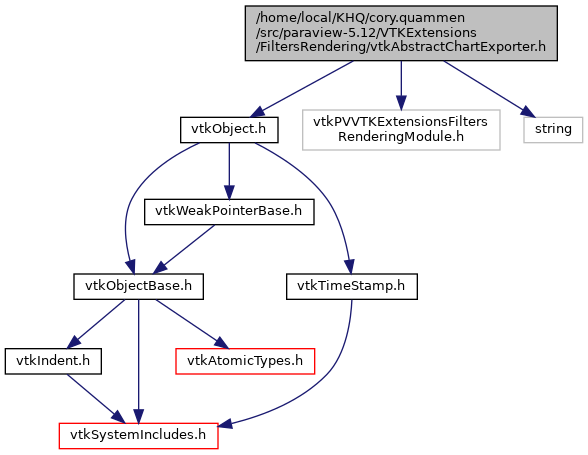 /home/local/KHQ/cory.quammen
/src/paraview-5.12/VTKExtensions
/FiltersRendering/vtkAbstractChartExporter.h
vtkObject.h
vtkPVVTKExtensionsFilters
RenderingModule.h
string
vtkWeakPointerBase.h
vtkObjectBase.h
vtkTimeStamp.h
vtkIndent.h
vtkAtomicTypes.h
vtkSystemIncludes.h